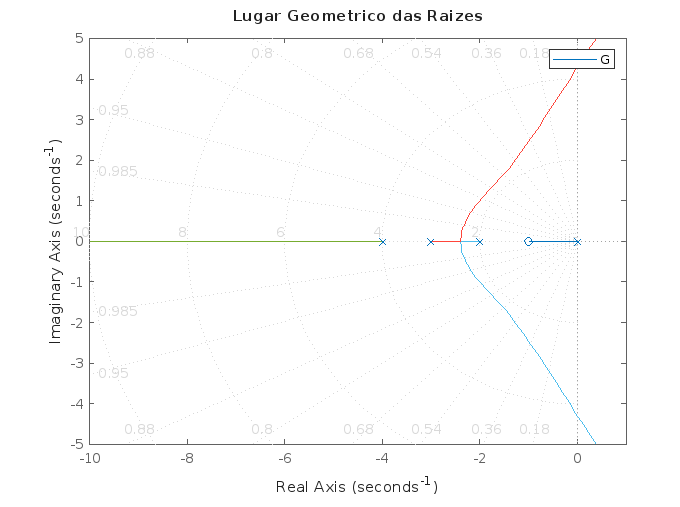 Lugar Geometrico das Raizes
G
0.88 0.8 0.68 0.54 0.36 0.18
0.95
0.985
10 8 6 4 2
0.985
0.95
0.88 0.8 0.68 0.54 0.36 0.18
5
4
3
2
1
0
-1
-2
-3
-4
-5
-10 -8 -6 -4 -2 0
Imaginary Axis (seconds⁻¹)
Real Axis (seconds⁻¹)